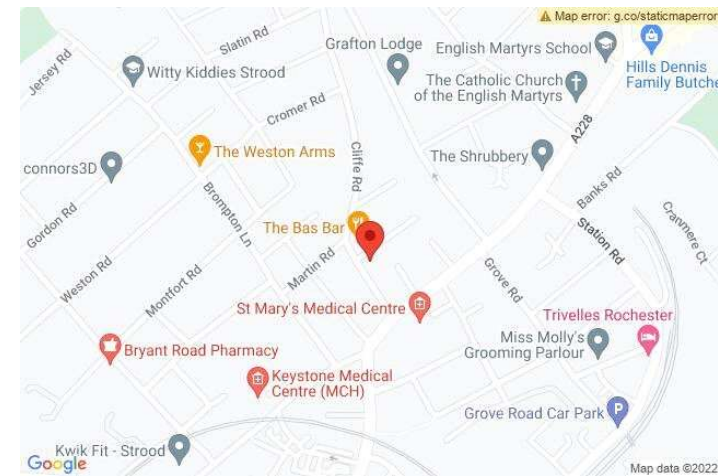 Map error: g.co/staticmaperror
Slatin Rd
Grafton Lodge
English Martyrs School
Jersey Rd
Witty Kiddies Strood
Hills Dennis
Family Butche
The Catholic Church
of the English Martyrs
Cromer Rd
A228
The Weston Arms
Cliffe Rd
The Shrubbery
connors3D
Banks Rd
Brompton Ln
Gordon Rd
The Bas Bar
Station Rd
Cranmere Ct
Weston Rd
Montfort Rd
Martin Rd
Grove Rd
St Mary's Medical Centre
Trivelles Rochester
Miss Molly's
Grooming Parlour
Bryant Road Pharmacy
Keystone Medical
Centre (MCH)
Grove Road Car Park
P
Kwik Fit - Strood
Google
Map data ©2022